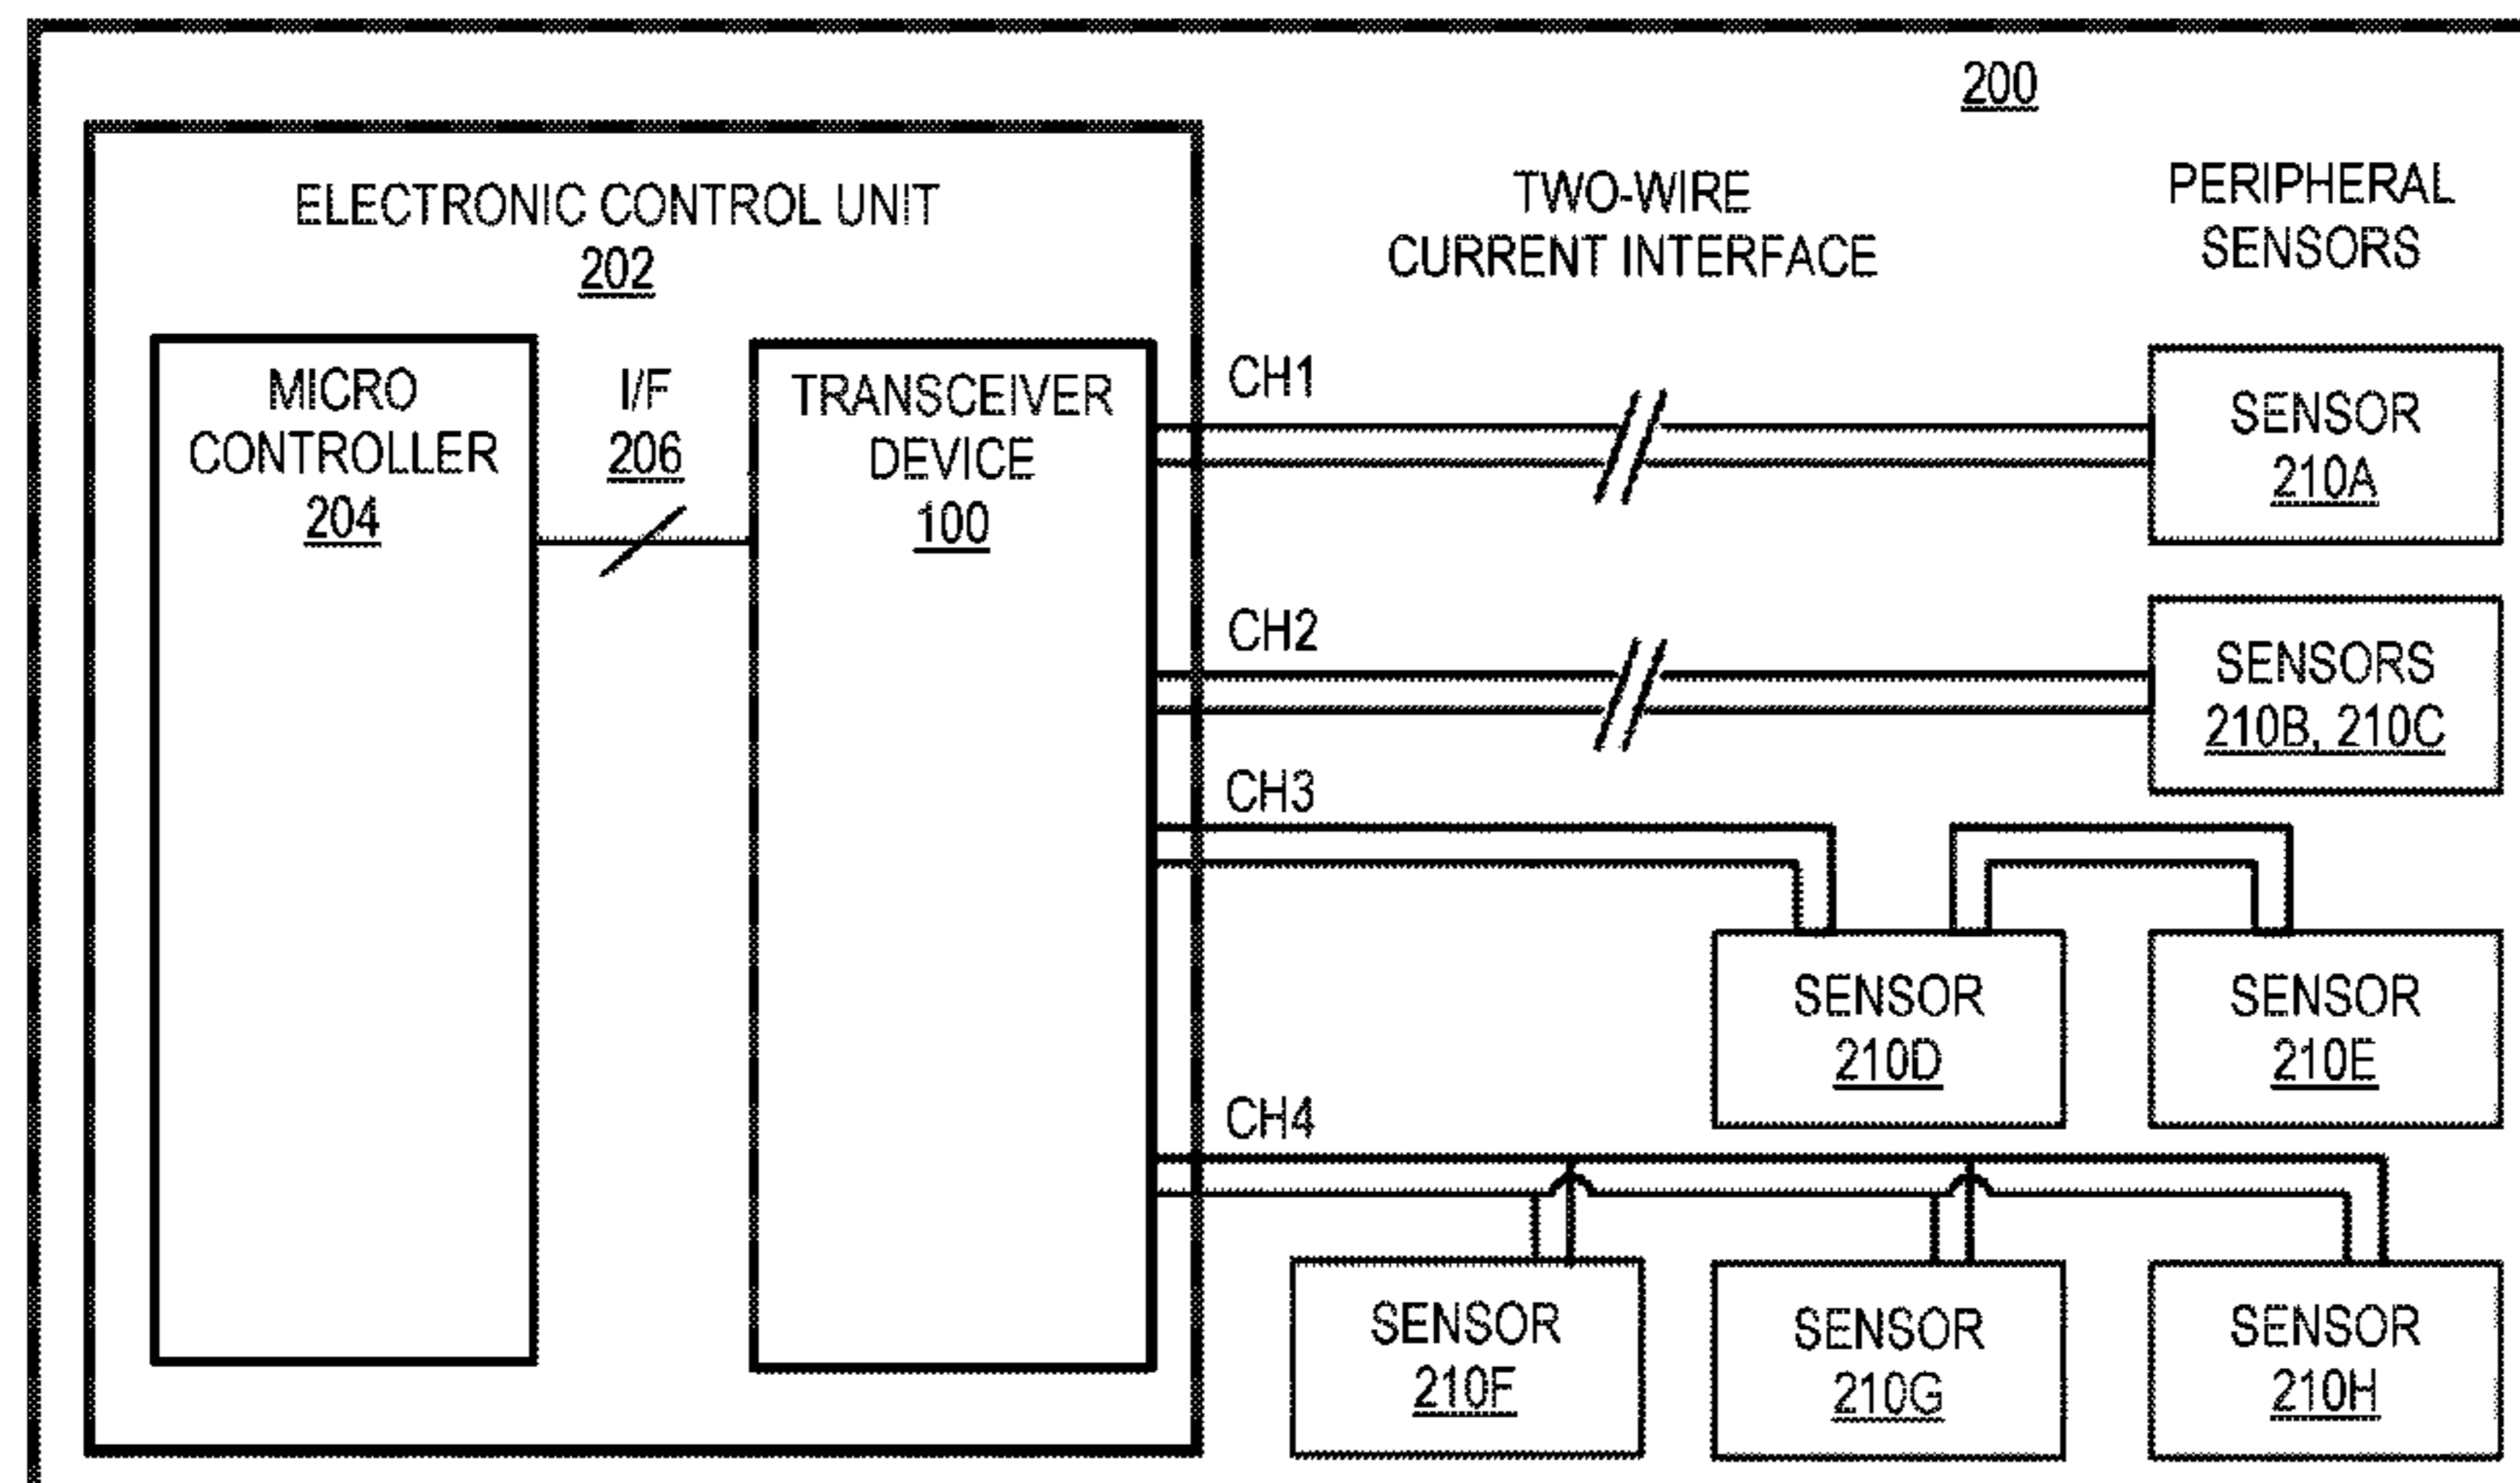 200
ELECTRONIC CONTROL UNIT
202
TWO-WIRE
CURRENT INTERFACE
PERIPHERAL
SENSORS
MICRO
CONTROLLER
204
I/F
206
TRANSCEIVER
DEVICE
100
CH1
SENSOR
210A
CH2
SENSORS
210B, 210C
CH3
SENSOR
210D
SENSOR
210E
CH4
SENSOR
210F
SENSOR
210G
SENSOR
210H